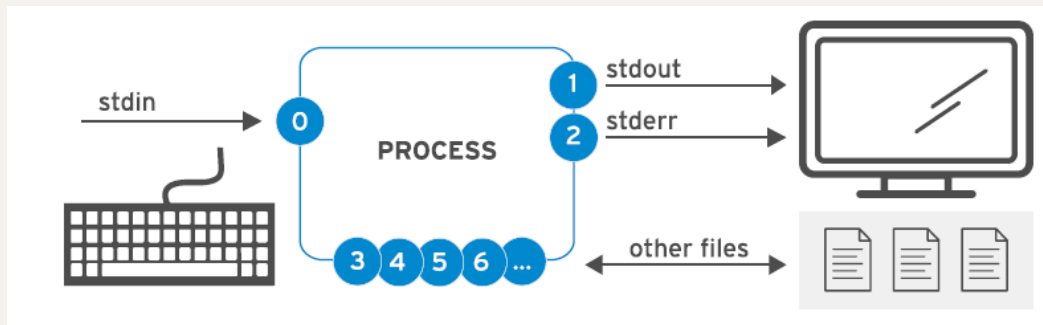 stdin
0
PROCESS
1
stdout
2
stderr
3 4 5 6 ...
other files